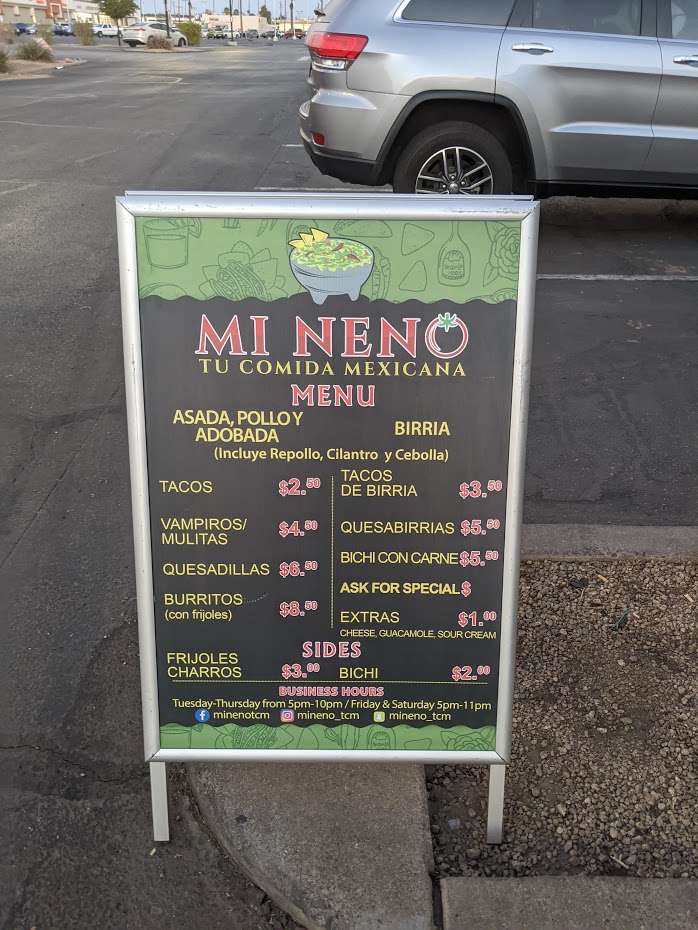 MI NENO
TU COMIDA MEXICANA
MENU
ASADA, POLLO Y
ADOBADA
BIRRIA
(Incluye Repollo, Cilantro y Cebolla)
TACOS $2.50
VAMPIROS/
MULITAS $4.50
QUESADILLAS $6.50
BURRITOS
(con frijoles) $8.50
TACOS
DE BIRRIA $3.50
QUESABIRRIAS $5.50
BICHI CON CARNE $5.50
ASK FOR SPECIAL $
EXTRAS $1.00
CHEESE, GUACAMOLE, SOUR CREAM
SIDES
FRIJOLES
CHARROS $3.00
BICHI $2.00
BUSINESS HOURS
Tuesday-Thursday from 5pm-10pm / Friday & Saturday 5pm-11pm
minenotcm mineno_tcm mineno_tcm